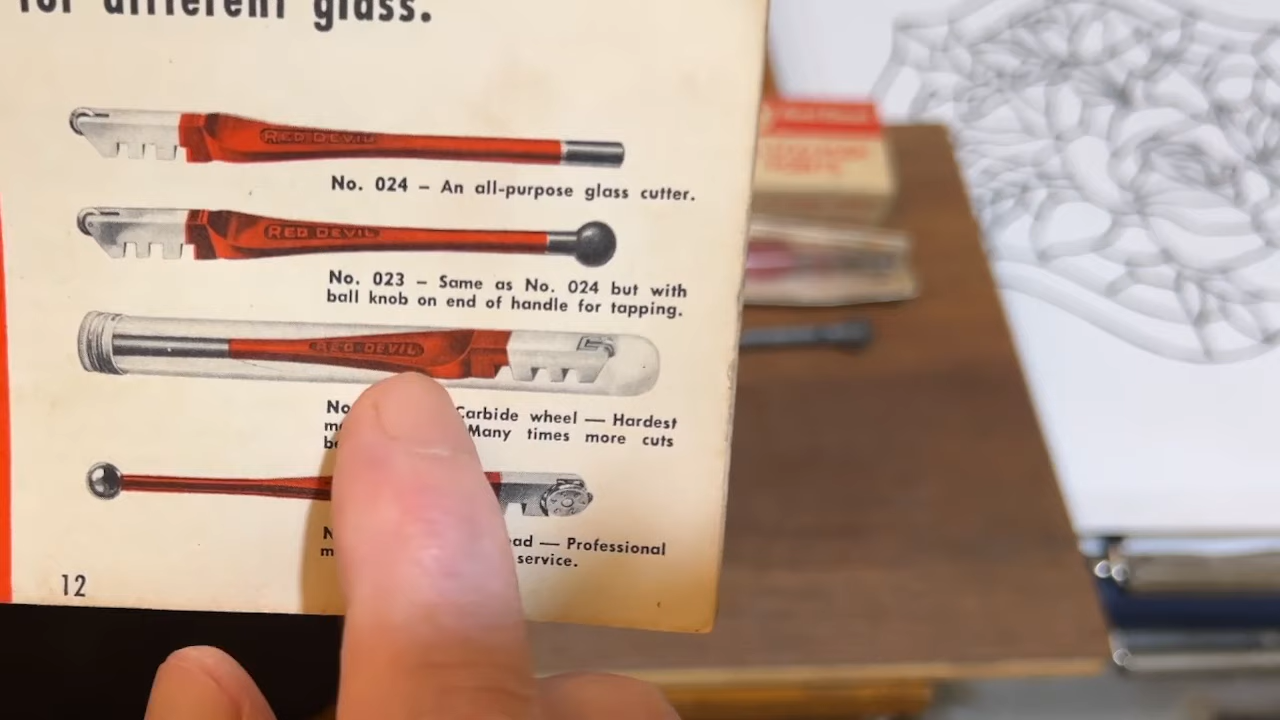 for different glass.
RED DEVIL
No. 024 – An all-purpose glass cutter.
RED DEVIL
No. 023 – Same as No. 024 but with
ball knob on end of handle for tapping.
RED DEVIL
No. Carbide wheel — Hardest
Many times more cuts
— Professional
service.
12